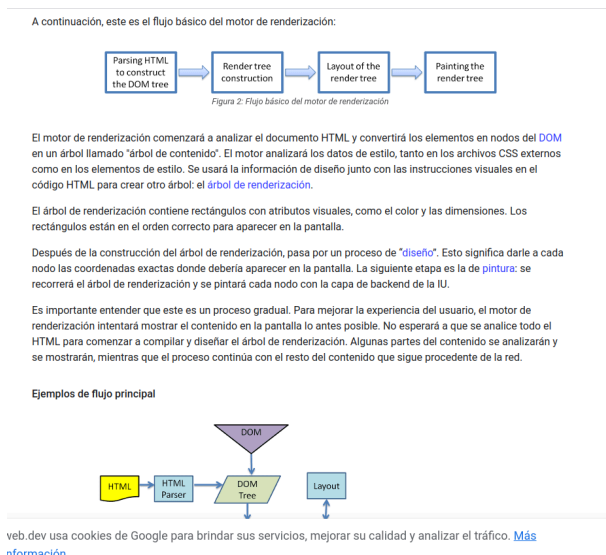 A continuación, este es el flujo básico del motor de renderización:
Parsing HTML
to construct
the DOM tree
Render tree
construction
Layout of the
render tree
Painting the
render tree
Figura 2: Flujo básico del motor de renderización
El motor de renderización comenzará a analizar el documento HTML y convertirá los elementos en nodos del DOM
en un árbol llamado "árbol de contenido". El motor analizará los datos de estilo, tanto en los archivos CSS externos
como en los elementos de estilo. Se usará la información de diseño junto con las instrucciones visuales en el
código HTML para crear otro árbol: el árbol de renderización.
El árbol de renderización contiene rectángulos con atributos visuales, como el color y las dimensiones. Los
rectángulos están en el orden correcto para aparecer en la pantalla.
Después de la construcción del árbol de renderización, pasa por un proceso de “diseño”. Esto significa darle a cada
nodo las coordenadas exactas donde debería aparecer en la pantalla. La siguiente etapa es la de pintura: se
recorrerá el árbol de renderización y se pintará cada nodo con la capa de backend de la IU.
Es importante entender que este es un proceso gradual. Para mejorar la experiencia del usuario, el motor de
renderización intentará mostrar el contenido en la pantalla lo antes posible. No esperará a que se analice todo el
HTML para comenzar a compilar y diseñar el árbol de renderización. Algunas partes del contenido se analizarán y
se mostrarán, mientras que el proceso continúa con el resto del contenido que sigue procedente de la red.
Ejemplos de flujo principal
DOM
HTML
HTML
Parser
DOM
Tree
Layout
web.dev usa cookies de Google para brindar sus servicios, mejorar su calidad y analizar el tráfico. Más
información